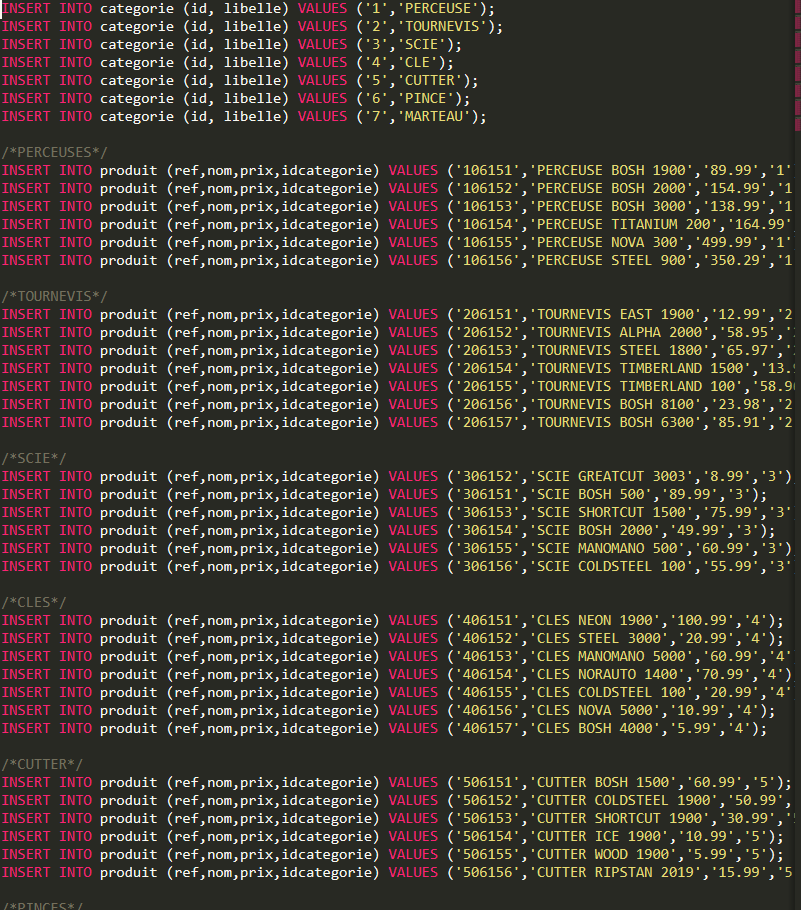 INSERT INTO categorie (id, libelle) VALUES ('1','PERCEUSE');
INSERT INTO categorie (id, libelle) VALUES ('2','TOURNEVIS');
INSERT INTO categorie (id, libelle) VALUES ('3','SCIE');
INSERT INTO categorie (id, libelle) VALUES ('4','CLE');
INSERT INTO categorie (id, libelle) VALUES ('5','CUTTER');
INSERT INTO categorie (id, libelle) VALUES ('6','PINCE');
INSERT INTO categorie (id, libelle) VALUES ('7','MARTEAU');
/*PERCEUSES*/
INSERT INTO produit (ref,nom,prix,idcategorie) VALUES ('106151','PERCEUSE BOSH 1900','89.99','1'
INSERT INTO produit (ref,nom,prix,idcategorie) VALUES ('106152','PERCEUSE BOSH 2000','154.99','1
INSERT INTO produit (ref,nom,prix,idcategorie) VALUES ('106153','PERCEUSE BOSH 3000','138.99','1
INSERT INTO produit (ref,nom,prix,idcategorie) VALUES ('106154','PERCEUSE TITANIUM 200','164.99'
INSERT INTO produit (ref,nom,prix,idcategorie) VALUES ('106155','PERCEUSE NOVA 300','499.99','1'
INSERT INTO produit (ref,nom,prix,idcategorie) VALUES ('106156','PERCEUSE STEEL 900','350.29','1
/*TOURNEVIS*/
INSERT INTO produit (ref,nom,prix,idcategorie) VALUES ('206151','TOURNEVIS EAST 1900','12.99','2
INSERT INTO produit (ref,nom,prix,idcategorie) VALUES ('206152','TOURNEVIS ALPHA 2000','58.95','
INSERT INTO produit (ref,nom,prix,idcategorie) VALUES ('206153','TOURNEVIS STEEL 1800','65.97','
INSERT INTO produit (ref,nom,prix,idcategorie) VALUES ('206154','TOURNEVIS TIMBERLAND 1500','13.
INSERT INTO produit (ref,nom,prix,idcategorie) VALUES ('206155','TOURNEVIS TIMBERLAND 100','58.9
INSERT INTO produit (ref,nom,prix,idcategorie) VALUES ('206156','TOURNEVIS BOSH 8100','23.98','2
INSERT INTO produit (ref,nom,prix,idcategorie) VALUES ('206157','TOURNEVIS BOSH 6300','85.91','2
/*SCIE*/
INSERT INTO produit (ref,nom,prix,idcategorie) VALUES ('306152','SCIE GREATCUT 3003','8.99','3')
INSERT INTO produit (ref,nom,prix,idcategorie) VALUES ('306151','SCIE BOSH 500','89.99','3');
INSERT INTO produit (ref,nom,prix,idcategorie) VALUES ('306153','SCIE SHORTCUT 1500','75.99','3'
INSERT INTO produit (ref,nom,prix,idcategorie) VALUES ('306154','SCIE BOSH 2000','49.99','3');
INSERT INTO produit (ref,nom,prix,idcategorie) VALUES ('306155','SCIE MANOMANO 500','60.99','3')
INSERT INTO produit (ref,nom,prix,idcategorie) VALUES ('306156','SCIE COLDSTEEL 100','55.99','3'
/*CLES*/
INSERT INTO produit (ref,nom,prix,idcategorie) VALUES ('406151','CLES NEON 1900','100.99','4');
INSERT INTO produit (ref,nom,prix,idcategorie) VALUES ('406152','CLES STEEL 3000','20.99','4');
INSERT INTO produit (ref,nom,prix,idcategorie) VALUES ('406153','CLES MANOMANO 5000','60.99','4'
INSERT INTO produit (ref,nom,prix,idcategorie) VALUES ('406154','CLES NORAUTO 1400','70.99','4')
INSERT INTO produit (ref,nom,prix,idcategorie) VALUES ('406155','CLES COLDSTEEL 100','20.99','4'
INSERT INTO produit (ref,nom,prix,idcategorie) VALUES ('406156','CLES NOVA 5000','10.99','4');
INSERT INTO produit (ref,nom,prix,idcategorie) VALUES ('406157','CLES BOSH 4000','5.99','4');
/*CUTTER*/
INSERT INTO produit (ref,nom,prix,idcategorie) VALUES ('506151','CUTTER BOSH 1500','60.99','5');
INSERT INTO produit (ref,nom,prix,idcategorie) VALUES ('506152','CUTTER COLDSTEEL 1900','50.99',
INSERT INTO produit (ref,nom,prix,idcategorie) VALUES ('506153','CUTTER SHORTCUT 1900','30.99','
INSERT INTO produit (ref,nom,prix,idcategorie) VALUES ('506154','CUTTER ICE 1900','10.99','5');
INSERT INTO produit (ref,nom,prix,idcategorie) VALUES ('506155','CUTTER WOOD 1900','5.99','5');
INSERT INTO produit (ref,nom,prix,idcategorie) VALUES ('506156','CUTTER RIPSTAN 2019','15.99','5
/*PINCES*/